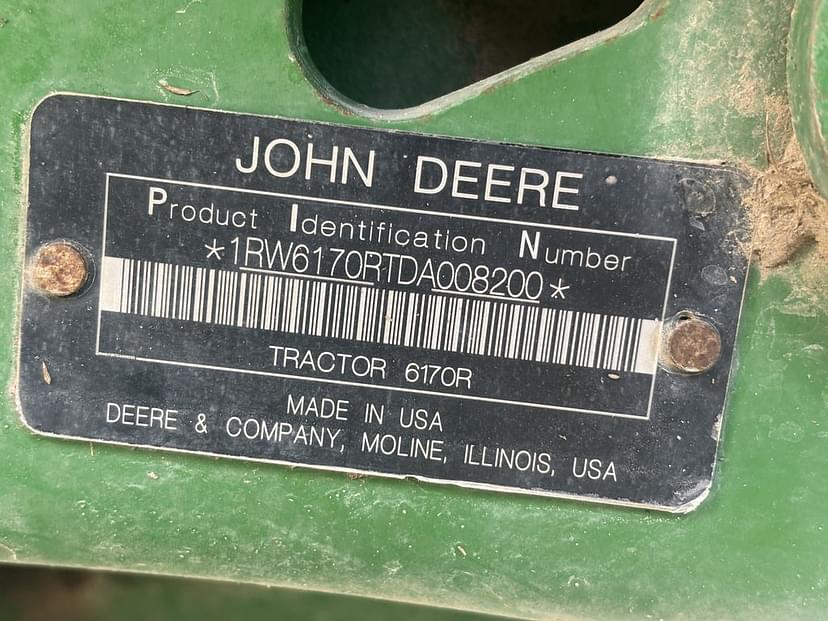 JOHN DEERE
Product Identification Number
*1RW6170RTDA008200*
TRACTOR 6170R
MADE IN USA
DEERE & COMPANY, MOLINE, ILLINOIS, USA